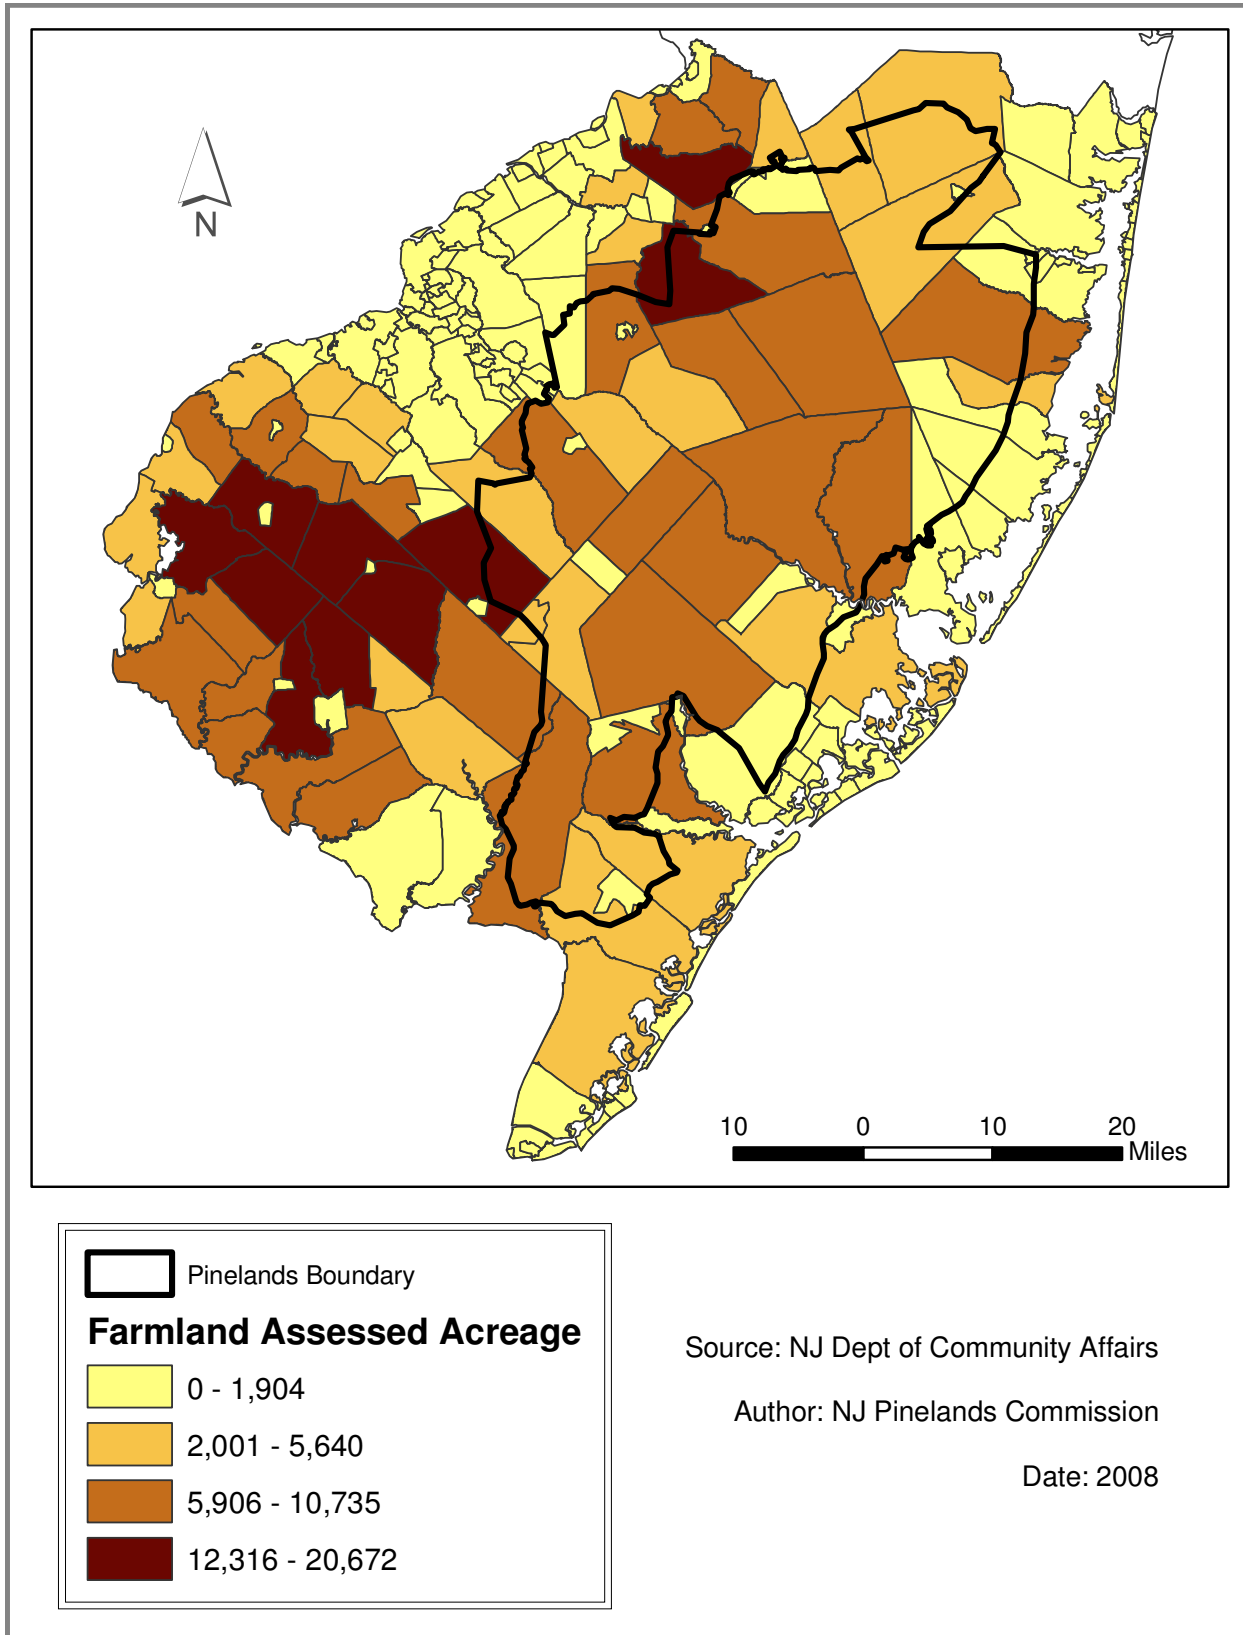 N
10 0 10 20
Miles
Pinelands Boundary
Farmland Assessed Acreage
0 - 1,904
2,001 - 5,640
5,906 - 10,735
12,316 - 20,672
Source: NJ Dept of Community Affairs
Author: NJ Pinelands Commission
Date: 2008